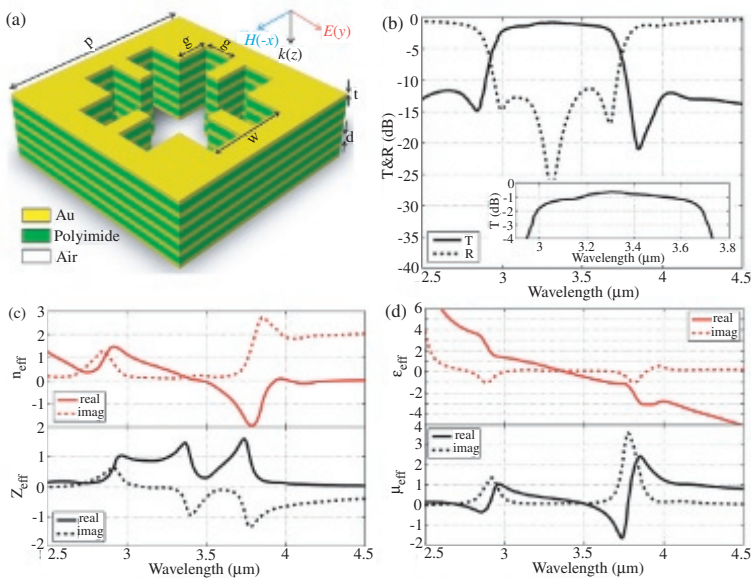 (a)
p
g
g
H(-x)
E(y)
k(z)
t
d
w
Au
Polyimide
Air
(b)
T&R (dB)
0
-5
-10
-15
-20
-25
-30
-35
-40
2.5
3
3.5
4
4.5
Wavelength (μm)
T
R
T (dB)
0
-1
-2
-3
-4
3
3.2
3.4
3.6
3.8
Wavelength (μm)
(c)
n_eff
3
2
1
0
-1
2
real
imag
Z_eff
1
0
-1
2
real
imag
2.5
3
3.5
4
4.5
Wavelength (μm)
(d)
ε_eff
6
4
2
0
-2
-4
real
imag
μ_eff
4
3
2
1
0
-1
-2
real
imag
2.5
3
3.5
4
4.5
Wavelength (μm)